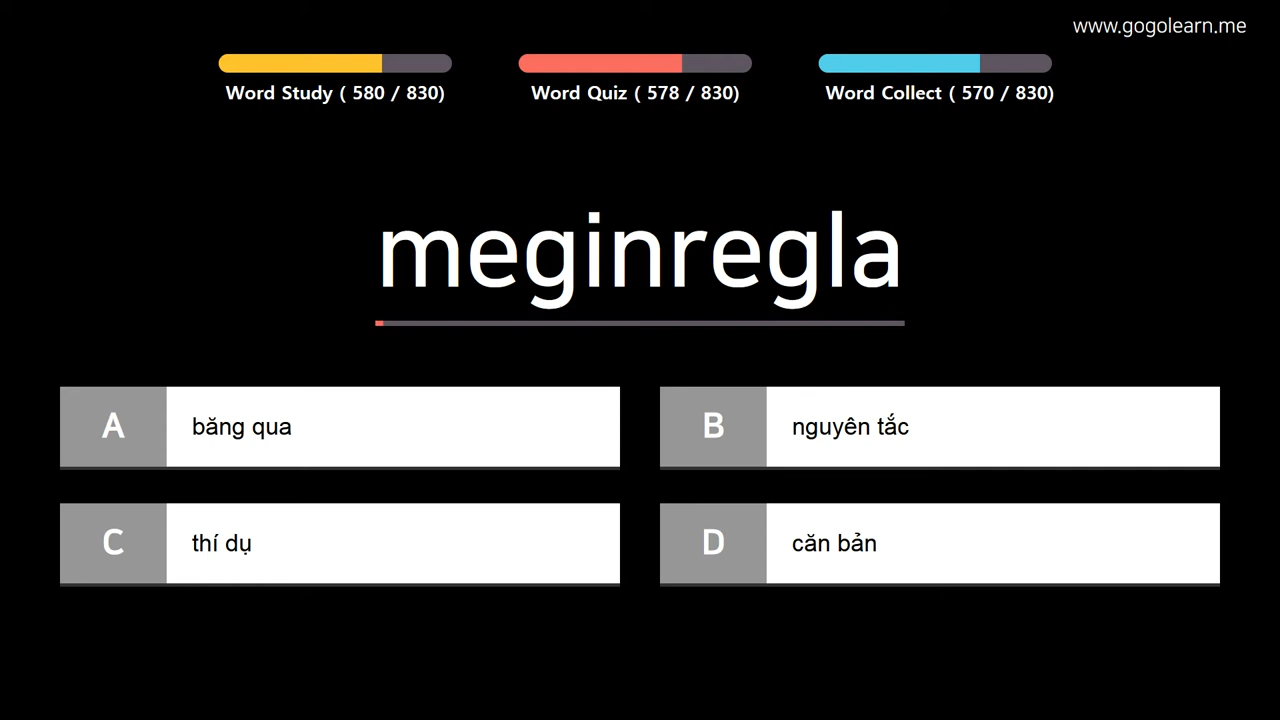 www.gogolearn.me
Word Study ( 580 / 830)
Word Quiz ( 578 / 830)
Word Collect ( 570 / 830)
meginregla
A
băng qua
B
nguyên tắc
C
thí dụ
D
căn bản